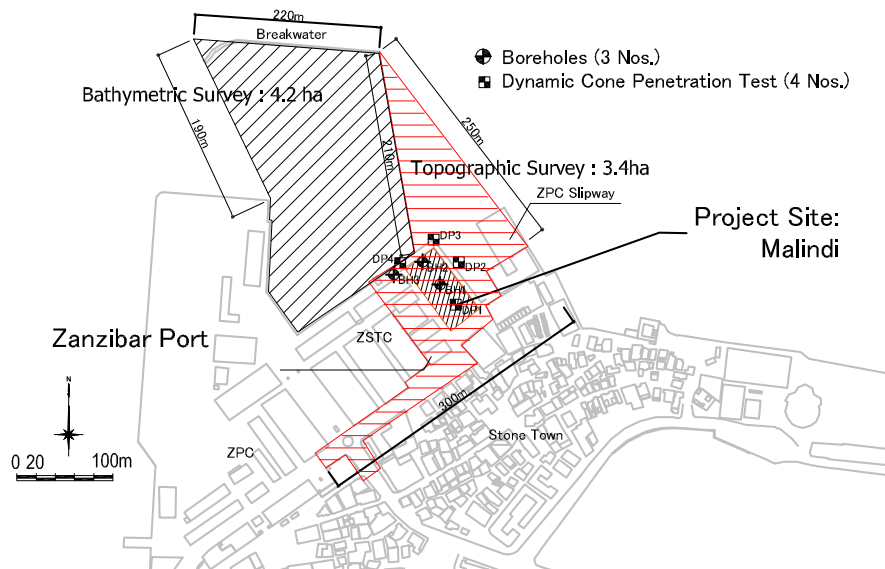 220m
Breakwater
Boreholes (3 Nos.)
Dynamic Cone Penetration Test (4 Nos.)
Bathymetric Survey : 4.2 ha
190m
250m
210m
Topographic Survey : 3.4ha
ZPC Slipway
Project Site:
Malindi
DP3
DP4
BH2
DP2
BH3
BH1
DP1
Zanzibar Port
ZSTC
N
300m
Stone Town
ZPC
0 20 100m